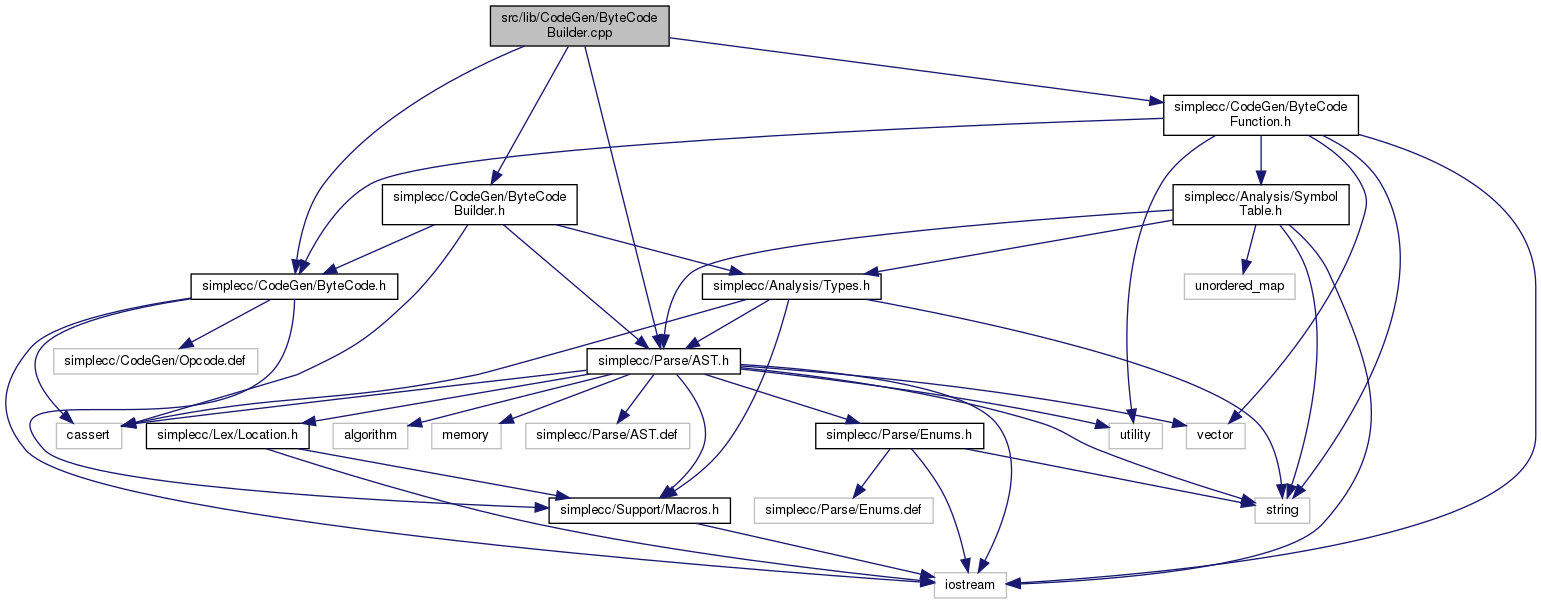 src/lib/CodeGen/ByteCode
Builder.cpp
simplecc/CodeGen/ByteCode
Function.h
simplecc/CodeGen/ByteCode
Builder.h
simplecc/Analysis/Symbol
Table.h
simplecc/CodeGen/ByteCode.h
simplecc/Analysis/Types.h
unordered_map
simplecc/CodeGen/Opcode.def
simplecc/Parse/AST.h
cassert
simplecc/Lex/Location.h
algorithm
memory
simplecc/Parse/AST.def
simplecc/Parse/Enums.h
utility
vector
simplecc/Support/Macros.h
simplecc/Parse/Enums.def
string
iostream